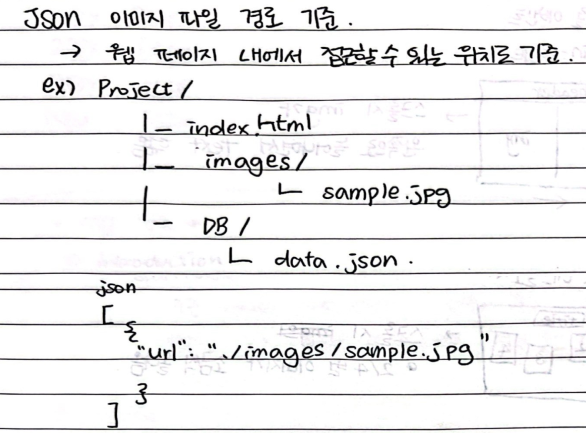 JSon 이미지 파일 경로 기준.
→ 웹 페이지 내에서 접근할 수 있는 위치로 기준.
ex) Project/
|_ index.html
|_ images/
└ sample.jpg
|_ DB/
└ data.json.
json
[
{
"url": "./images/sample.jpg"
}
]